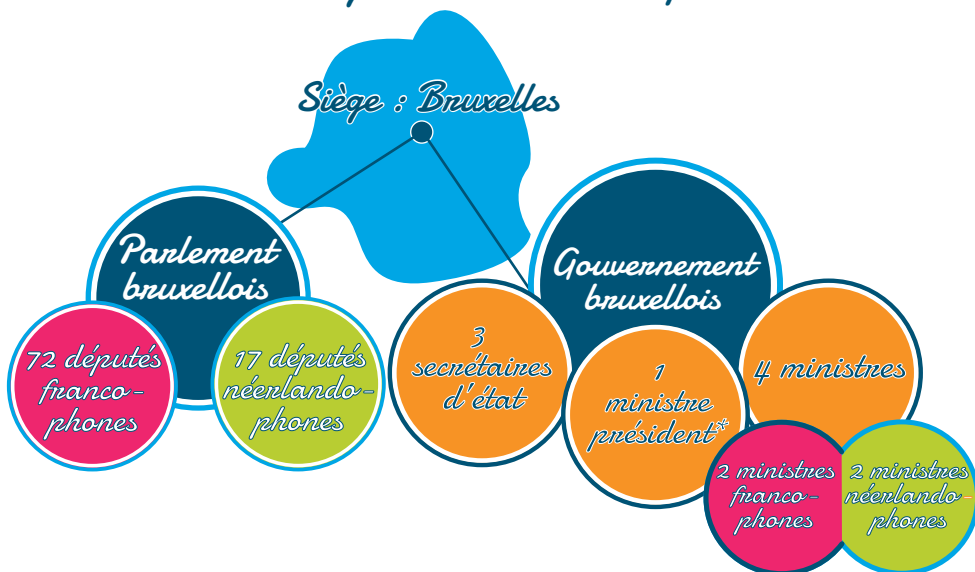 Siège : Bruxelles
Parlement
bruxellois
72 députés
franco-
phones
17 députés
néerlando-
phones
Gouvernement
bruxellois
3
secrétaires
d'état
1
ministre
président*
4 ministres
2 ministres
franco-
phones
2 ministres
néerlando-
phones